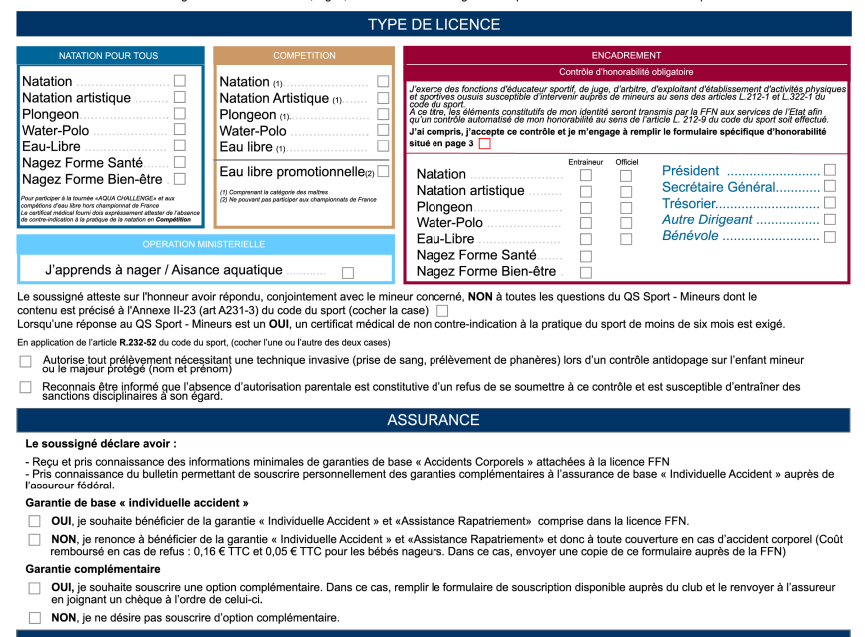 TYPE DE LICENCE
NATATION POUR TOUS
Natation
Natation artistique
Plongeon
Water-Polo
Eau-Libre
Nagez Forme Santé
Nagez Forme Bien-être
Pour participer à la tournée «AQUA CHALLENGE» et aux
compétions d'eau libre hors championnat de France
Le certificat médical fourni dois expressément attester de l'absence
de contre-indication à la pratique de la natation en Compétition
COMPETITION
Natation (1)
Natation Artistique (1)
Plongeon (1)
Water-Polo
Eau libre (1)
Eau libre promotionnelle(2)
(1) Comprenant la catégorie des maîtres
(2) Ne pouvant pas participer aux championnats de France
OPERATION MINISTERIELLE
J'apprends à nager / Aisance aquatique
ENCADREMENT
Contrôle d'honorabilité obligatoire
J'exerce des fonctions d'éducateur sportif, de juge, d'arbitre, d'exploitant d'établissement d'activités physiques
et sportives ousuis susceptible d'intervenir auprès de mineurs au sens des articles L.212-1 et L.322-1 du
code du sport.
A ce titre, les éléments constitutifs de mon identité seront transmis par la FFN aux services de l'Etat afin
qu'un contrôle automatisé de mon honorabilité au sens de l'article L. 212-9 du code du sport soit effectué.
J'ai compris, j'accepte ce contrôle et je m'engage à remplir le formulaire spécifique d'honorabilité
situé en page 3
Entraineur Officiel
Natation
Natation artistique
Plongeon
Water-Polo
Eau-Libre
Nagez Forme Santé
Nagez Forme Bien-être
Président
Secrétaire Général
Trésorier
Autre Dirigeant
Bénévole
Le soussigné atteste sur l'honneur avoir répondu, conjointement avec le mineur concerné, NON à toutes les questions du QS Sport - Mineurs dont le
contenu est précisé à l'Annexe II-23 (art A231-3) du code du sport (cocher la case)
Lorsqu'une réponse au QS Sport - Mineurs est un OUI, un certificat médical de non contre-indication à la pratique du sport de moins de six mois est exigé.
En application de l'article R.232-52 du code du sport, (cocher l'une ou l'autre des deux cases)
Autorise tout prélèvement nécessitant une technique invasive (prise de sang, prélèvement de phanères) lors d'un contrôle antidopage sur l'enfant mineur
ou le majeur protégé (nom et prénom)
Reconnais être informé que l'absence d'autorisation parentale est constitutive d'un refus de se soumettre à ce contrôle et est susceptible d'entraîner des
sanctions disciplinaires à son égard.
ASSURANCE
Le soussigné déclare avoir :
- Reçu et pris connaissance des informations minimales de garanties de base « Accidents Corporels » attachées à la licence FFN
- Pris connaissance du bulletin permettant de souscrire personnellement des garanties complémentaires à l'assurance de base « Individuelle Accident » auprès de
l'assureur fédéral.
Garantie de base « individuelle accident »
OUI, je souhaite bénéficier de la garantie « Individuelle Accident » et «Assistance Rapatriement» comprise dans la licence FFN.
NON, je renonce à bénéficier de la garantie « Individuelle Accident » et «Assistance Rapatriement» et donc à toute couverture en cas d'accident corporel (Coût
remboursé en cas de refus : 0,16 € TTC et 0,05 € TTC pour les bébés nageurs. Dans ce cas, envoyer une copie de ce formulaire auprès de la FFN)
Garantie complémentaire
OUI, je souhaite souscrire une option complémentaire. Dans ce cas, remplir le formulaire de souscription disponible auprès du club et le renvoyer à l'assureur
en joignant un chèque à l'ordre de celui-ci.
NON, je ne désire pas souscrire d'option complémentaire.